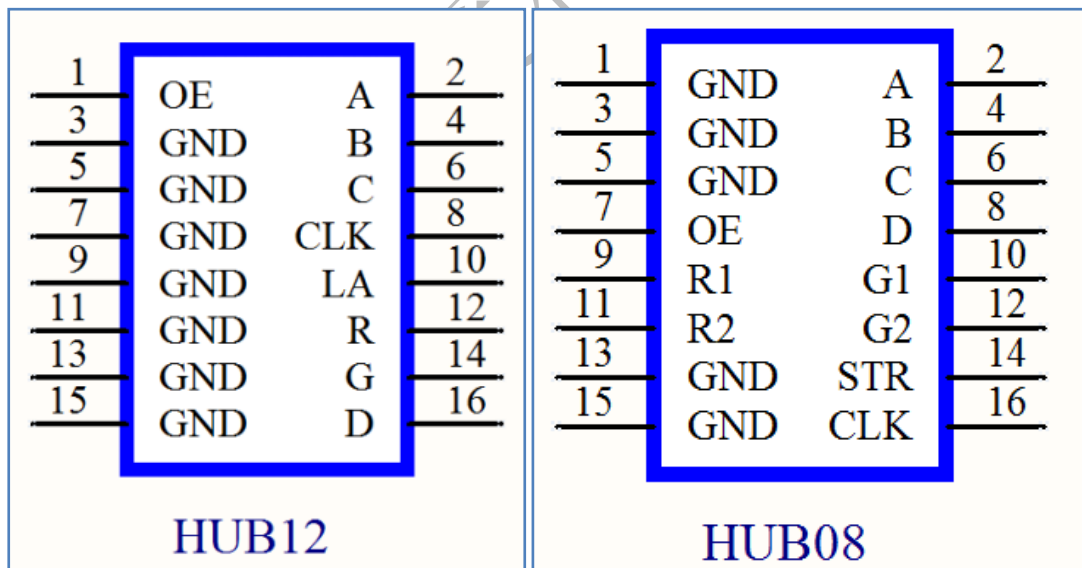 1 OE A 2
3 GND B 4
5 GND C 6
7 GND CLK 8
9 GND LA 10
11 GND R 12
13 GND G 14
15 GND D 16
HUB12
1 GND A 2
3 GND B 4
5 GND C 6
7 OE D 8
9 R1 G1 10
11 R2 G2 12
13 GND STR 14
15 GND CLK 16
HUB08